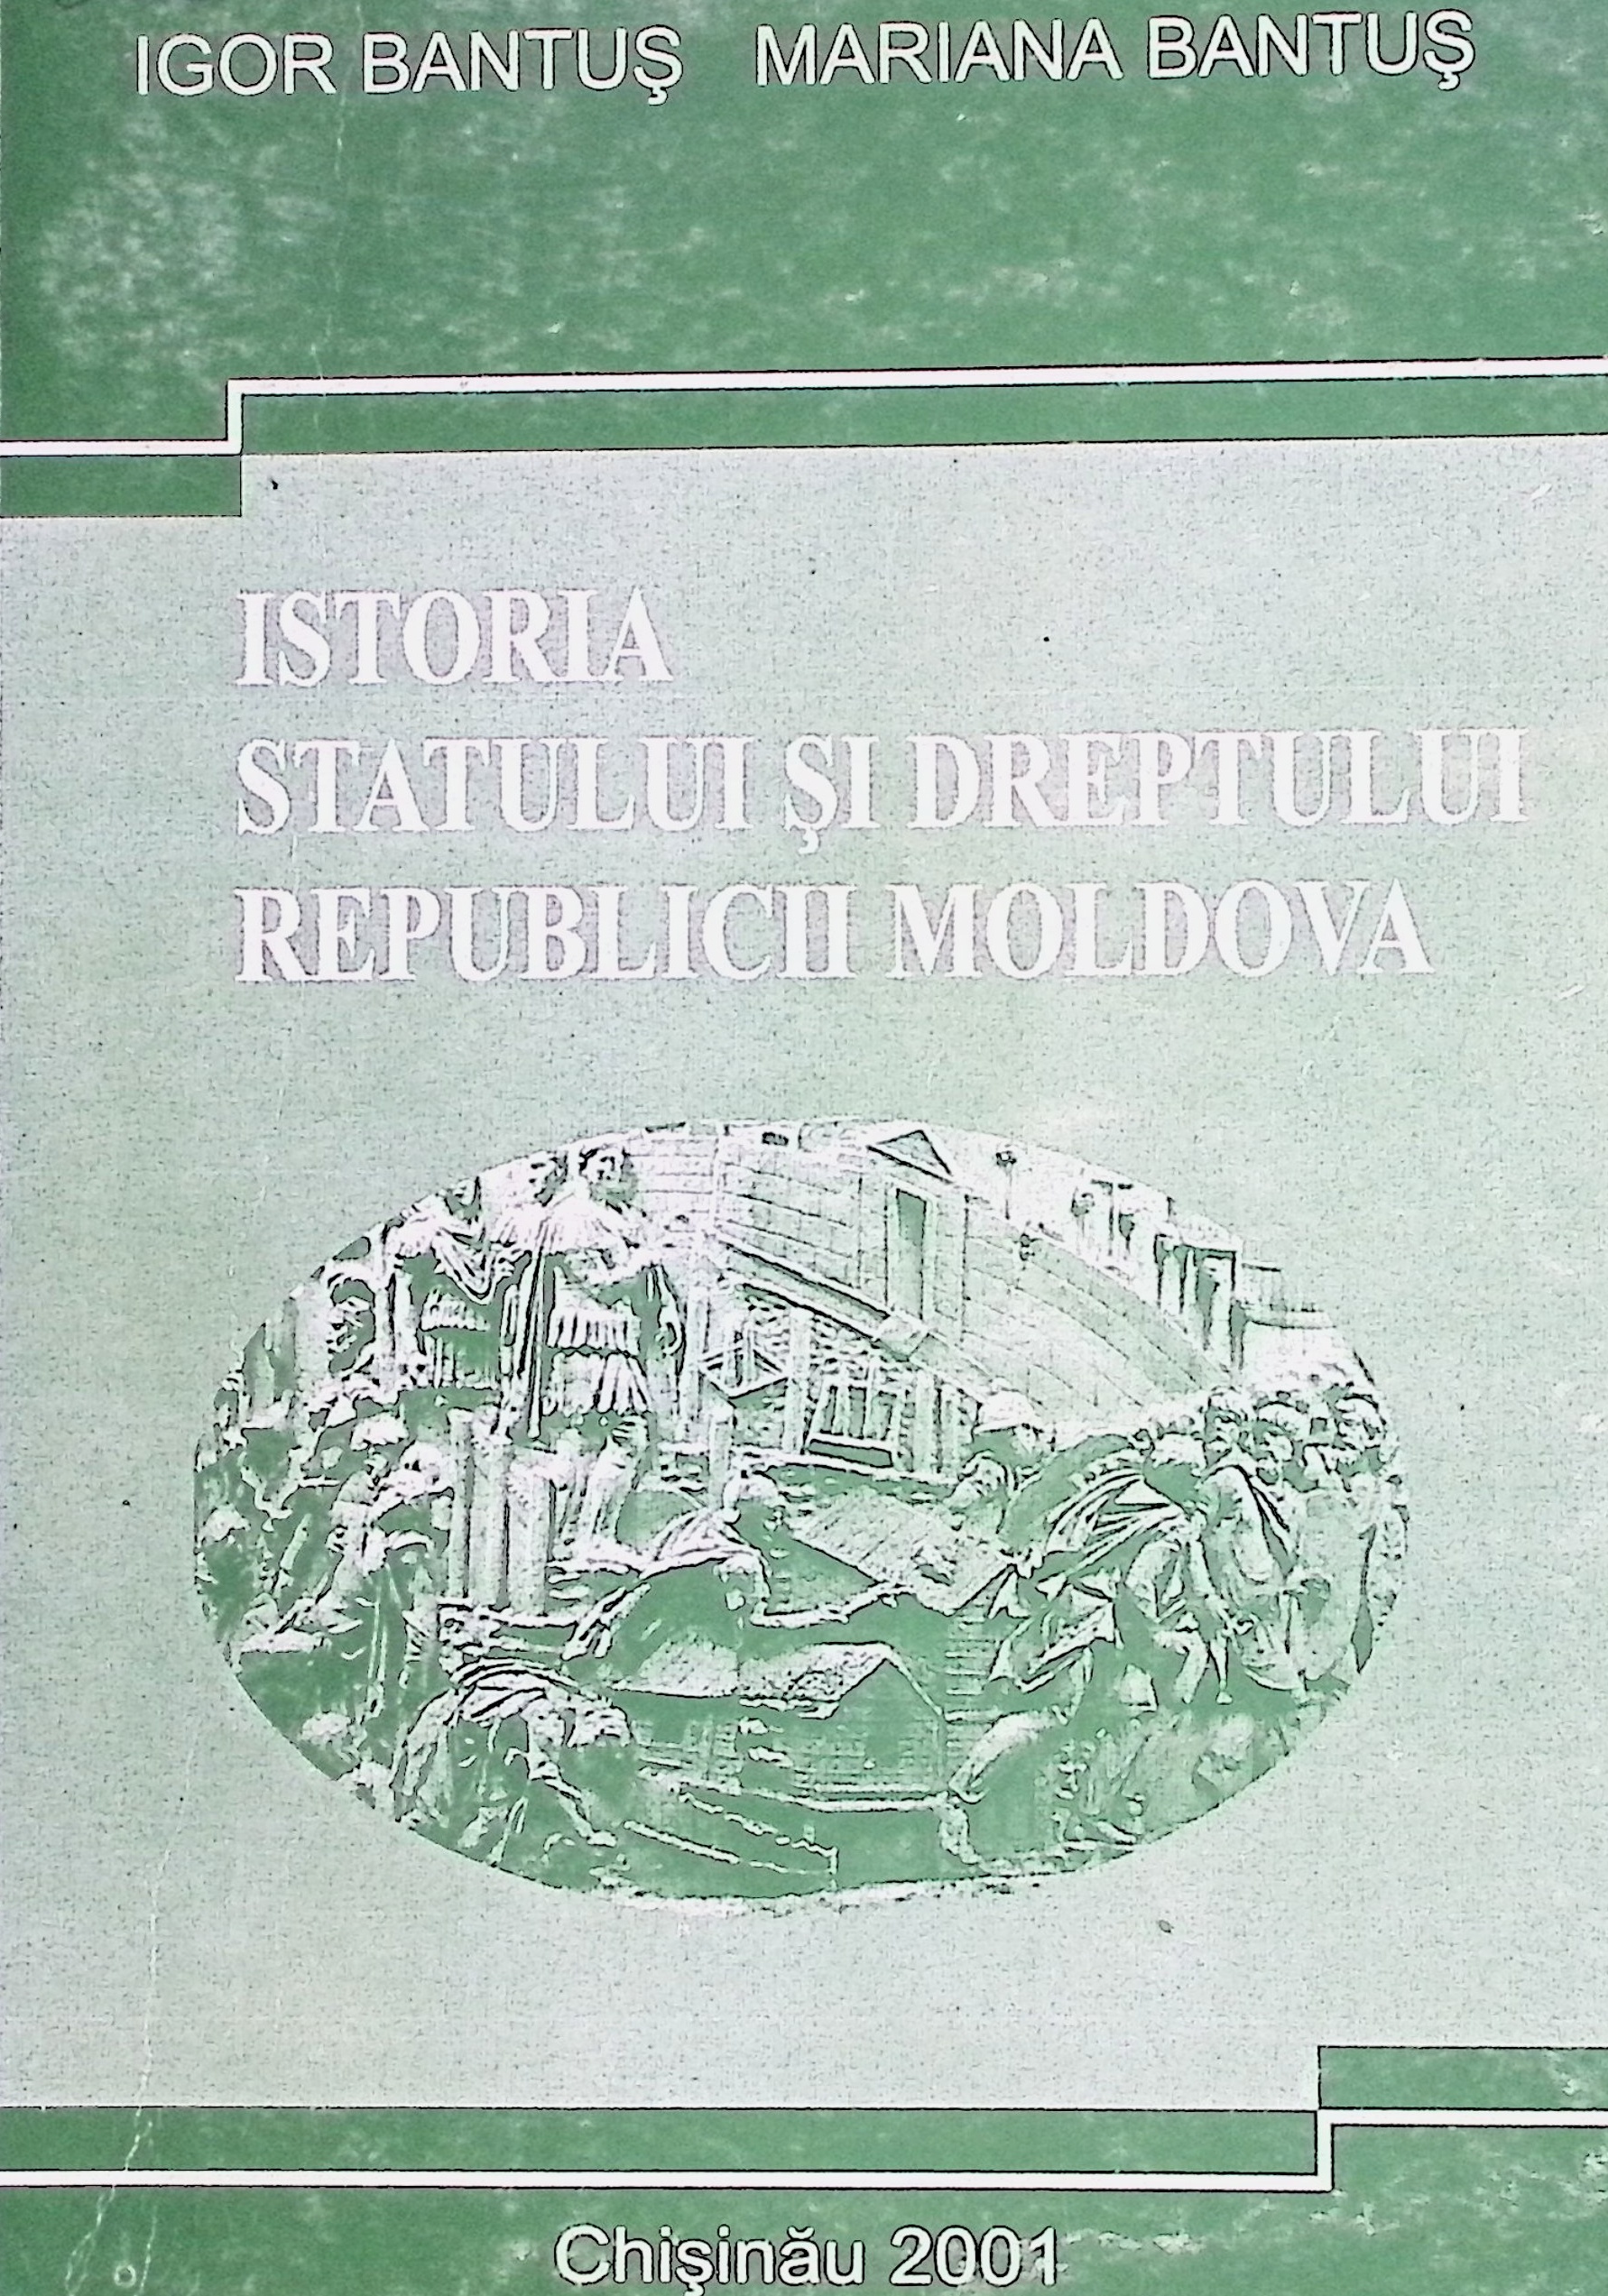 IGOR BANTUŞ MARIANA BANTUŞ
ISTORIA
STATULUI ŞI DREPTULUI
REPUBLICII MOLDOVA
Chişinău 2001